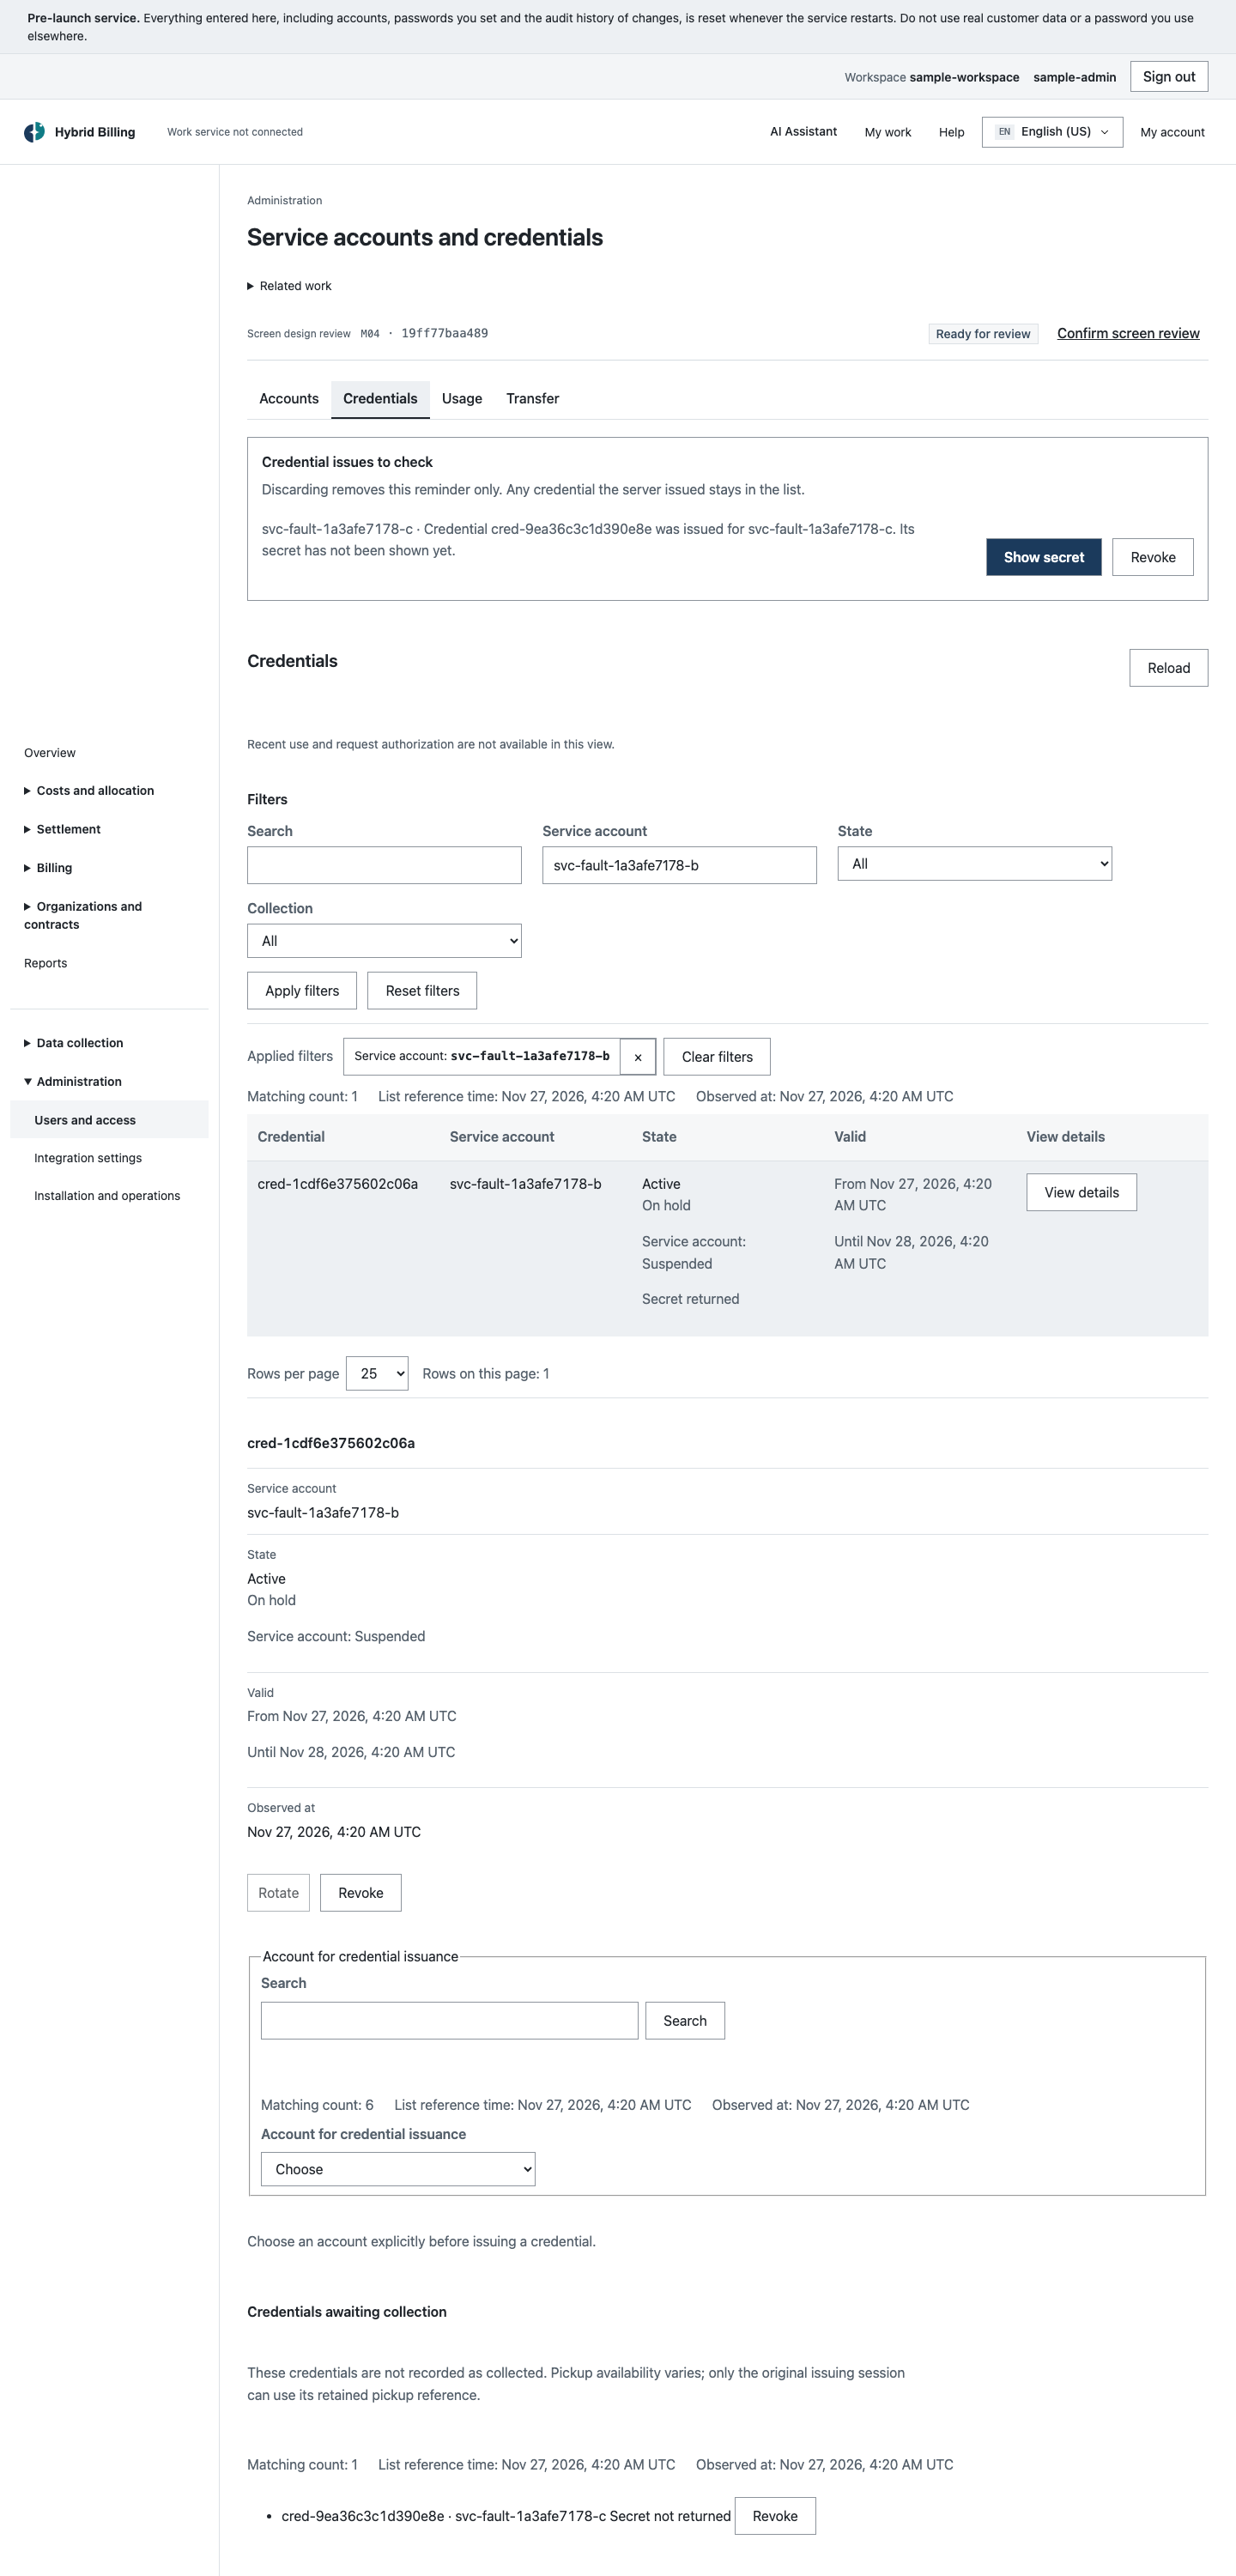 Pre-launch service. Everything entered here, including accounts, passwords you set and the audit history of changes, is reset whenever the service restarts. Do not use real customer data or a password you use
elsewhere.
Workspace sample-workspace sample-admin Sign out
Hybrid Billing Work service not connected AI Assistant My work Help EN English (US) My account
Administration
Service accounts and credentials
Related work
Screen design review M04 · 19ff77baa489 Ready for review Confirm screen review
Accounts Credentials Usage Transfer
Credential issues to check
Discarding removes this reminder only. Any credential the server issued stays in the list.
svc-fault-1a3afe7178-c · Credential cred-9ea36c3c1d390e8e was issued for svc-fault-1a3afe7178-c. Its
secret has not been shown yet.
Show secret Revoke
Credentials
Reload
Recent use and request authorization are not available in this view.
Overview
Costs and allocation
Settlement
Billing
Organizations and
contracts
Reports
Data collection
Administration
Users and access
Integration settings
Installation and operations
Filters
Search Service account State
svc-fault-1a3afe7178-b All
Collection
All
Apply filters Reset filters
Applied filters Service account: svc-fault-1a3afe7178-b × Clear filters
Matching count: 1 List reference time: Nov 27, 2026, 4:20 AM UTC Observed at: Nov 27, 2026, 4:20 AM UTC
Credential Service account State Valid View details
cred-1cdf6e375602c06a svc-fault-1a3afe7178-b Active From Nov 27, 2026, 4:20 View details
On hold AM UTC
Service account: Until Nov 28, 2026, 4:20
Suspended AM UTC
Secret returned
Rows per page 25 Rows on this page: 1
cred-1cdf6e375602c06a
Service account
svc-fault-1a3afe7178-b
State
Active
On hold
Service account: Suspended
Valid
From Nov 27, 2026, 4:20 AM UTC
Until Nov 28, 2026, 4:20 AM UTC
Observed at
Nov 27, 2026, 4:20 AM UTC
Rotate Revoke
Account for credential issuance
Search
Search
Matching count: 6 List reference time: Nov 27, 2026, 4:20 AM UTC Observed at: Nov 27, 2026, 4:20 AM UTC
Account for credential issuance
Choose
Choose an account explicitly before issuing a credential.
Credentials awaiting collection
These credentials are not recorded as collected. Pickup availability varies; only the original issuing session
can use its retained pickup reference.
Matching count: 1 List reference time: Nov 27, 2026, 4:20 AM UTC Observed at: Nov 27, 2026, 4:20 AM UTC
• cred-9ea36c3c1d390e8e · svc-fault-1a3afe7178-c Secret not returned Revoke